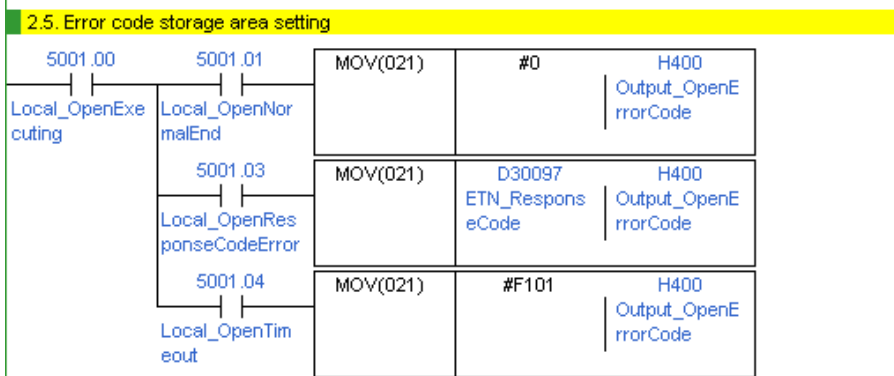 2.5. Error code storage area setting
5001.00 5001.01 MOV(021) #0 H400
Local_OpenExe Local_OpenNor Output_OpenE
cuting malEnd rrorCode
5001.03 MOV(021) D30097 H400
Local_OpenRes ETN_Respons Output_OpenE
ponseCodeError eCode rrorCode
5001.04 MOV(021) #F101 H400
Local_OpenTim Output_OpenE
eout rrorCode